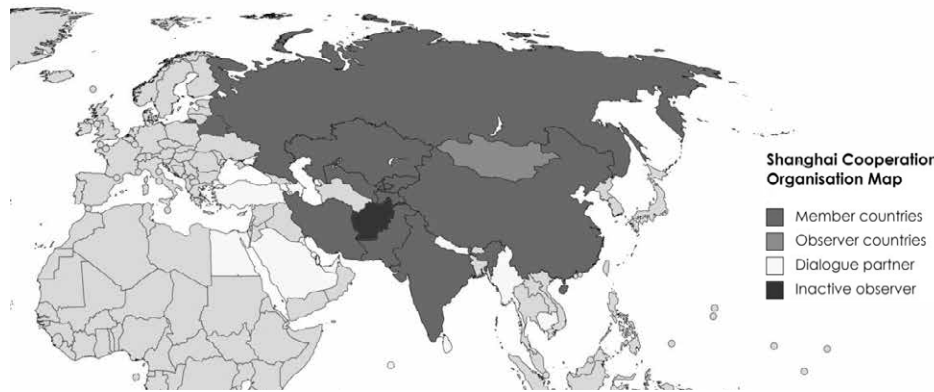 Shanghai Cooperation
Organisation Map
Member countries
Observer countries
Dialogue partner
Inactive observer